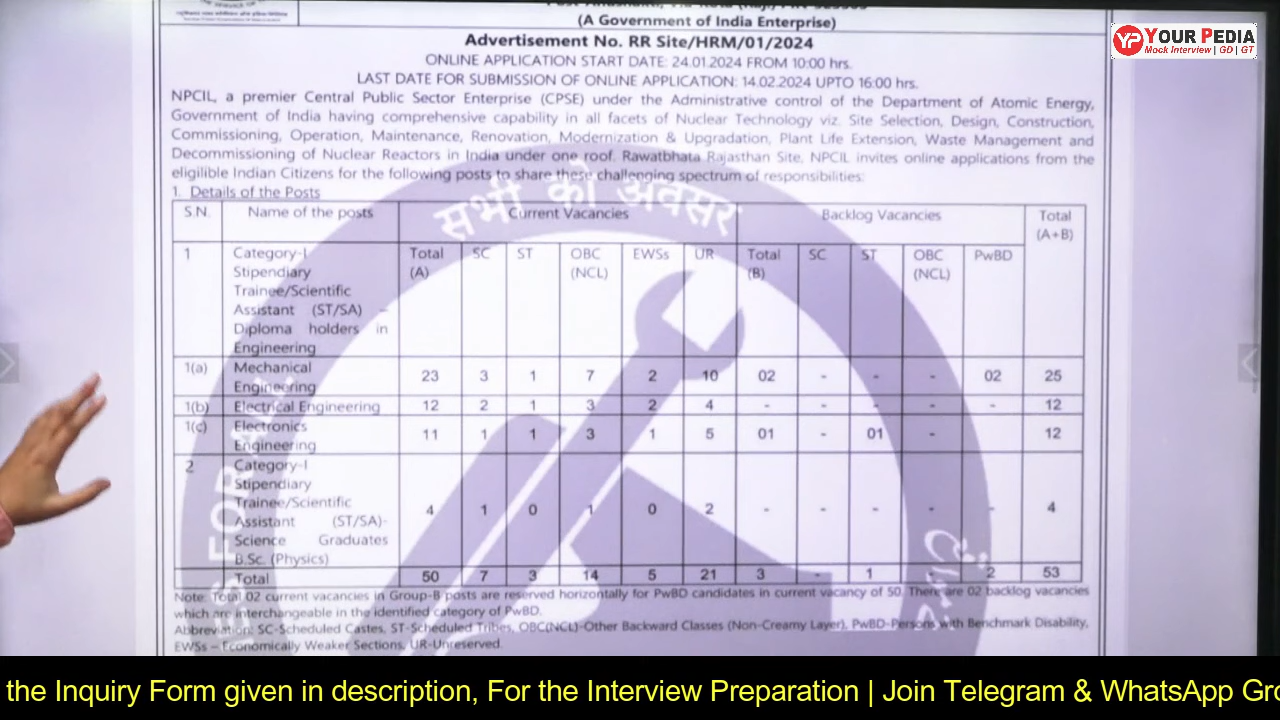 (A Government of India Enterprise)
Advertisement No. RR Site/HRM/01/2024
ONLINE APPLICATION START DATE: 24.01.2024 FROM 10:00 hrs.
LAST DATE FOR SUBMISSION OF ONLINE APPLICATION: 14.02.2024 UPTO 16:00 hrs.
YOUR PEDIA
YP
Mock Interview | GD | GT
NPCIL, a premier Central Public Sector Enterprise (CPSE) under the Administrative control of the Department of Atomic Energy,
Government of India having comprehensive capability in all facets of Nuclear Technology viz. Site Selection, Design, Construction,
Commissioning, Operation, Maintenance, Renovation, Modernization & Upgradation, Plant Life Extension, Waste Management and
Decommissioning of Nuclear Reactors in India under one roof. Rawatbhata Rajasthan Site, NPCIL invites online applications from the
eligible Indian Citizens for the following posts to share these challenging spectrum of responsibilities:
1. Details of the Posts
S.N. Name of the posts Current Vacancies Backlog Vacancies Total
(A+B)
1 Category-I Total SC ST OBC EWSs UR Total SC ST OBC PwBD
Stipendiary (A) (NCL) (B) (NCL)
Trainee/Scientific
Assistant (ST/SA) –
Diploma holders in
Engineering
1(a) Mechanical
Engineering 23 3 1 7 2 10 02 - - - 02 25
1(b) Electrical Engineering 12 2 1 3 2 4 - - - - - 12
1(c) Electronics
Engineering 11 1 1 3 1 5 01 - 01 - 12
2 Category-I
Stipendiary
Trainee/Scientific
Assistant (ST/SA)- 4 1 0 1 0 2 - - - - - 4
Science Graduates
B.Sc. (Physics)
Total 50 7 3 14 5 21 3 - 1 2 53
Note: Total 02 current vacancies in Group-B posts are reserved horizontally for PwBD candidates in current vacancy of 50. There are 02 backlog vacancies
which are interchangeable in the identified category of PwBD.
Abbreviation: SC-Scheduled Castes, ST-Scheduled Tribes, OBC(NCL)-Other Backward Classes (Non-Creamy Layer), PwBD-Persons with Benchmark Disability,
EWSs – Economically Weaker Sections, UR-Unreserved.
सभी को अवसर
the Inquiry Form given in description, For the Interview Preparation | Join Telegram & WhatsApp Gro